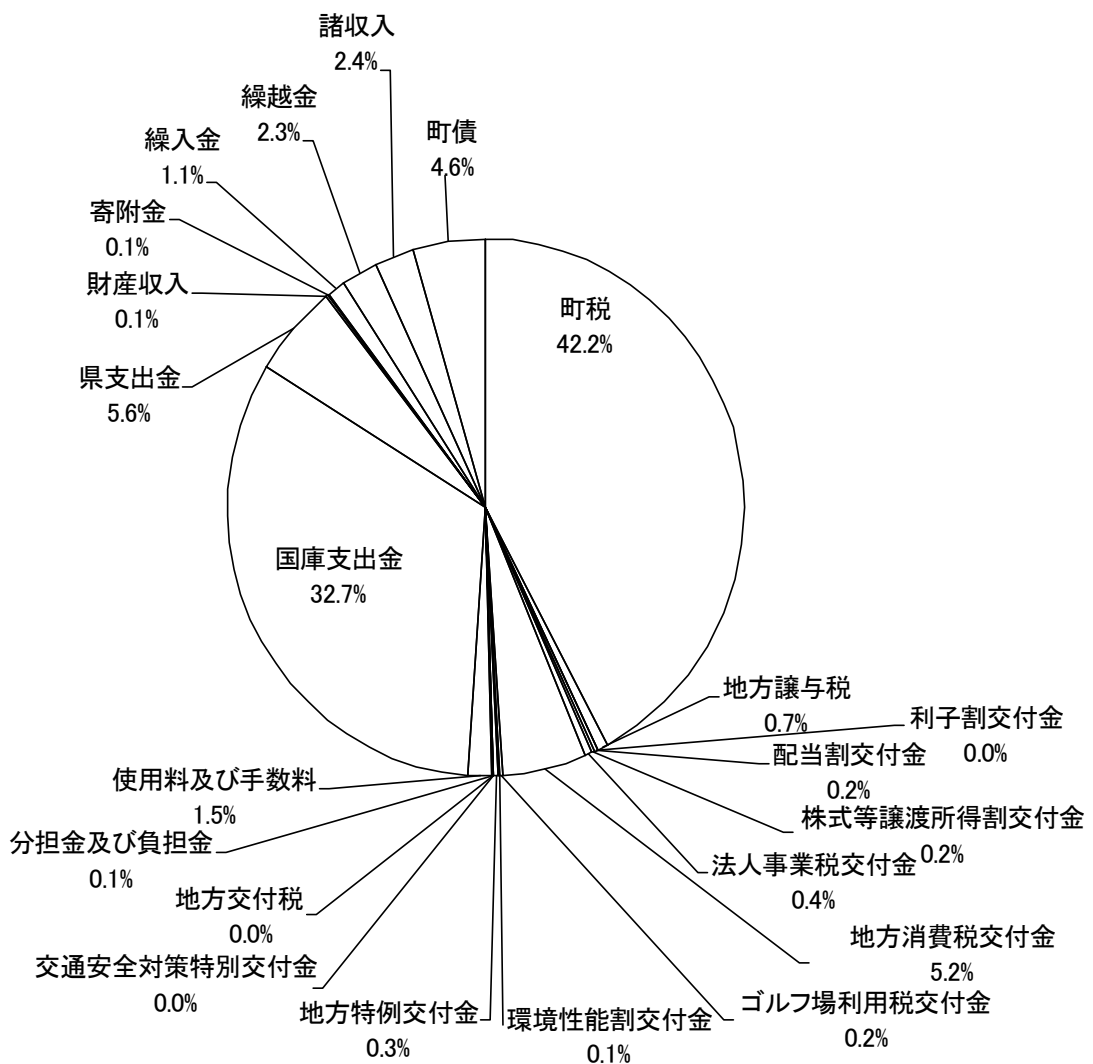 諸収入
2.4%
繰越金
2.3%
町債
4.6%
繰入金
1.1%
寄附金
0.1%
財産収入
0.1%
県支出金
5.6%
町税
42.2%
国庫支出金
32.7%
地方譲与税
0.7%
利子割交付金
0.0%
配当割交付金
0.2%
株式等譲渡所得割交付金
0.2%
法人事業税交付金
0.4%
地方消費税交付金
5.2%
ゴルフ場利用税交付金
0.2%
環境性能割交付金
0.1%
地方特例交付金
0.3%
交通安全対策特別交付金
0.0%
地方交付税
0.0%
分担金及び負担金
0.1%
使用料及び手数料
1.5%